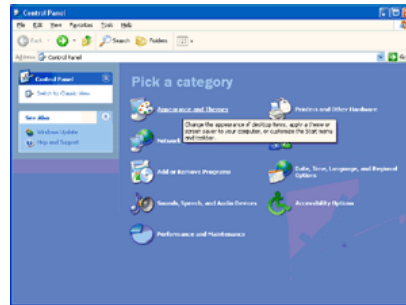 Control Panel
File Edit View Favorites Tools Help
Back Search Folders
Address Control Panel Go
Control Panel
Switch to Classic View
See Also
Windows Update
Help and Support
Pick a category
Appearance and Themes
Printers and Other Hardware
Change the appearance of desktop items, apply a theme or
screen saver to your computer, or customize the Start menu
and taskbar.
Network
Add or Remove Programs
Date, Time, Language, and Regional
Options
Sounds, Speech, and Audio Devices
Accessibility Options
Performance and Maintenance